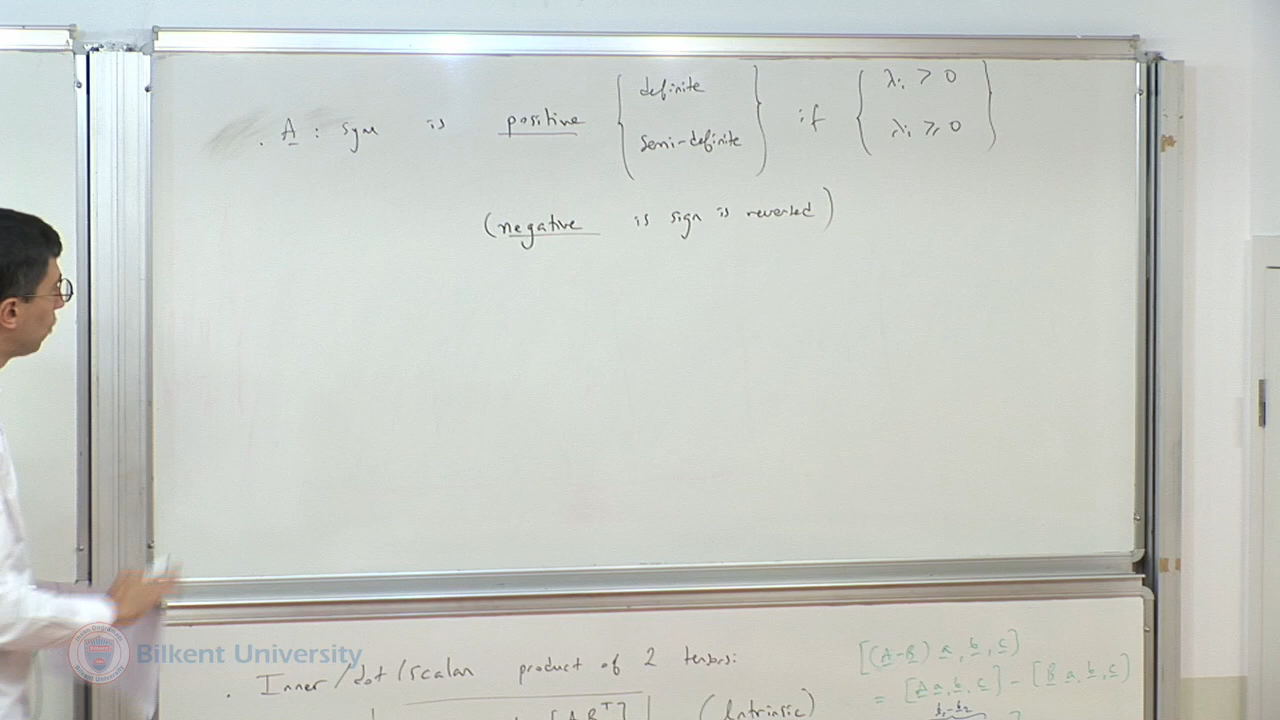 . A : sym is positive { definite semi-definite } if { λi > 0 λi ≥ 0 }
(negative is sign is reversed)
. Inner/dot/scalar product of 2 tensors:
[A B^T] (Intrinsic)
[(A-B) a, b, c]
= [A a, b, c] - [B a, b, c]
Bilkent University